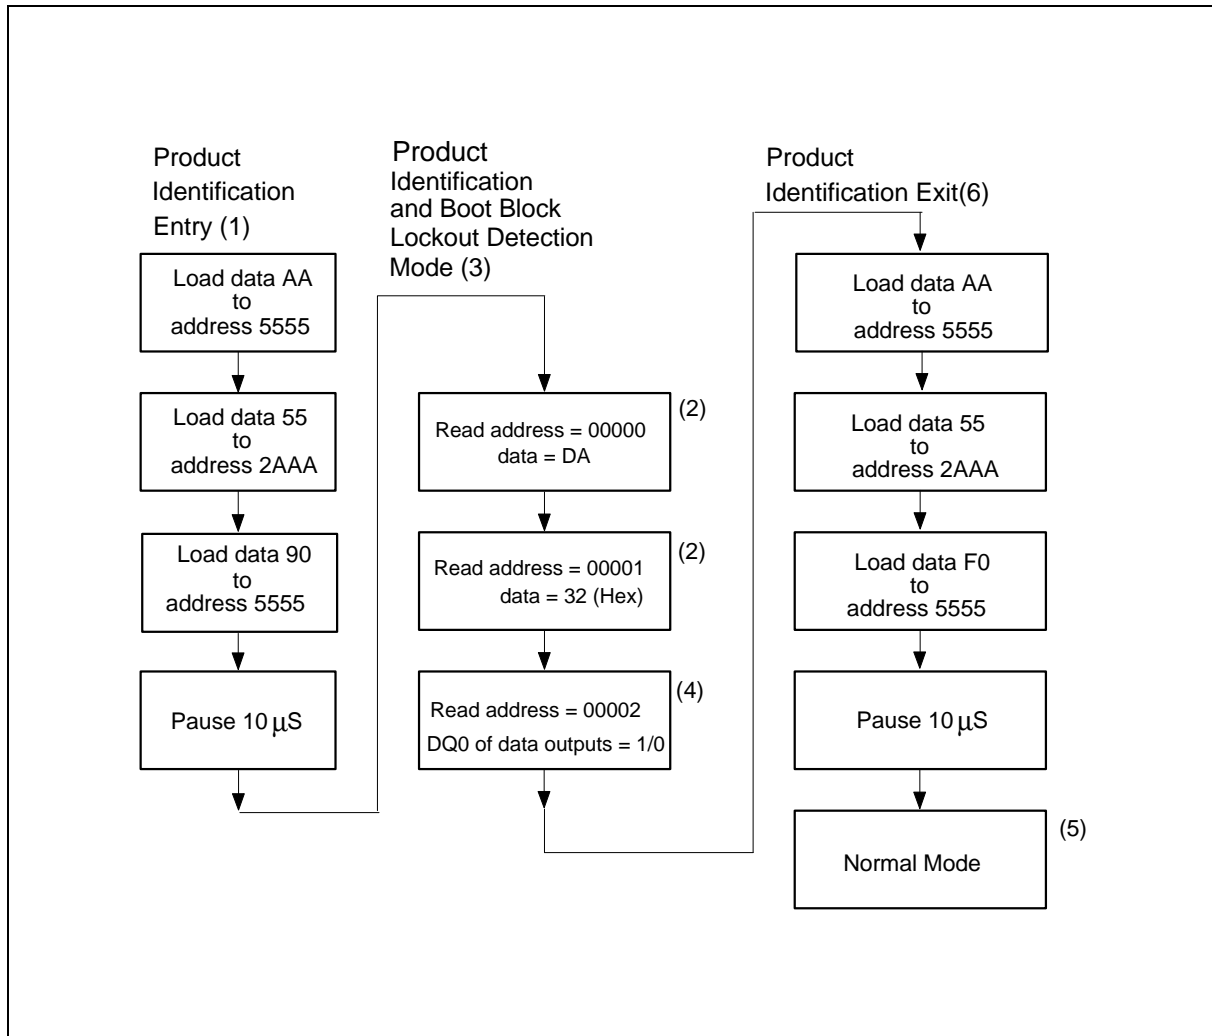 Product
Identification
Entry (1)
Load data AA
to
address 5555
Load data 55
to
address 2AAA
Load data 90
to
address 5555
Pause 10 μS
Product
Identification
and Boot Block
Lockout Detection
Mode (3)
Read address = 00000
data = DA
(2)
Read address = 00001
data = 32 (Hex)
(2)
Read address = 00002
DQ0 of data outputs = 1/0
(4)
Product
Identification Exit(6)
Load data AA
to
address 5555
Load data 55
to
address 2AAA
Load data F0
to
address 5555
Pause 10 μS
Normal Mode
(5)